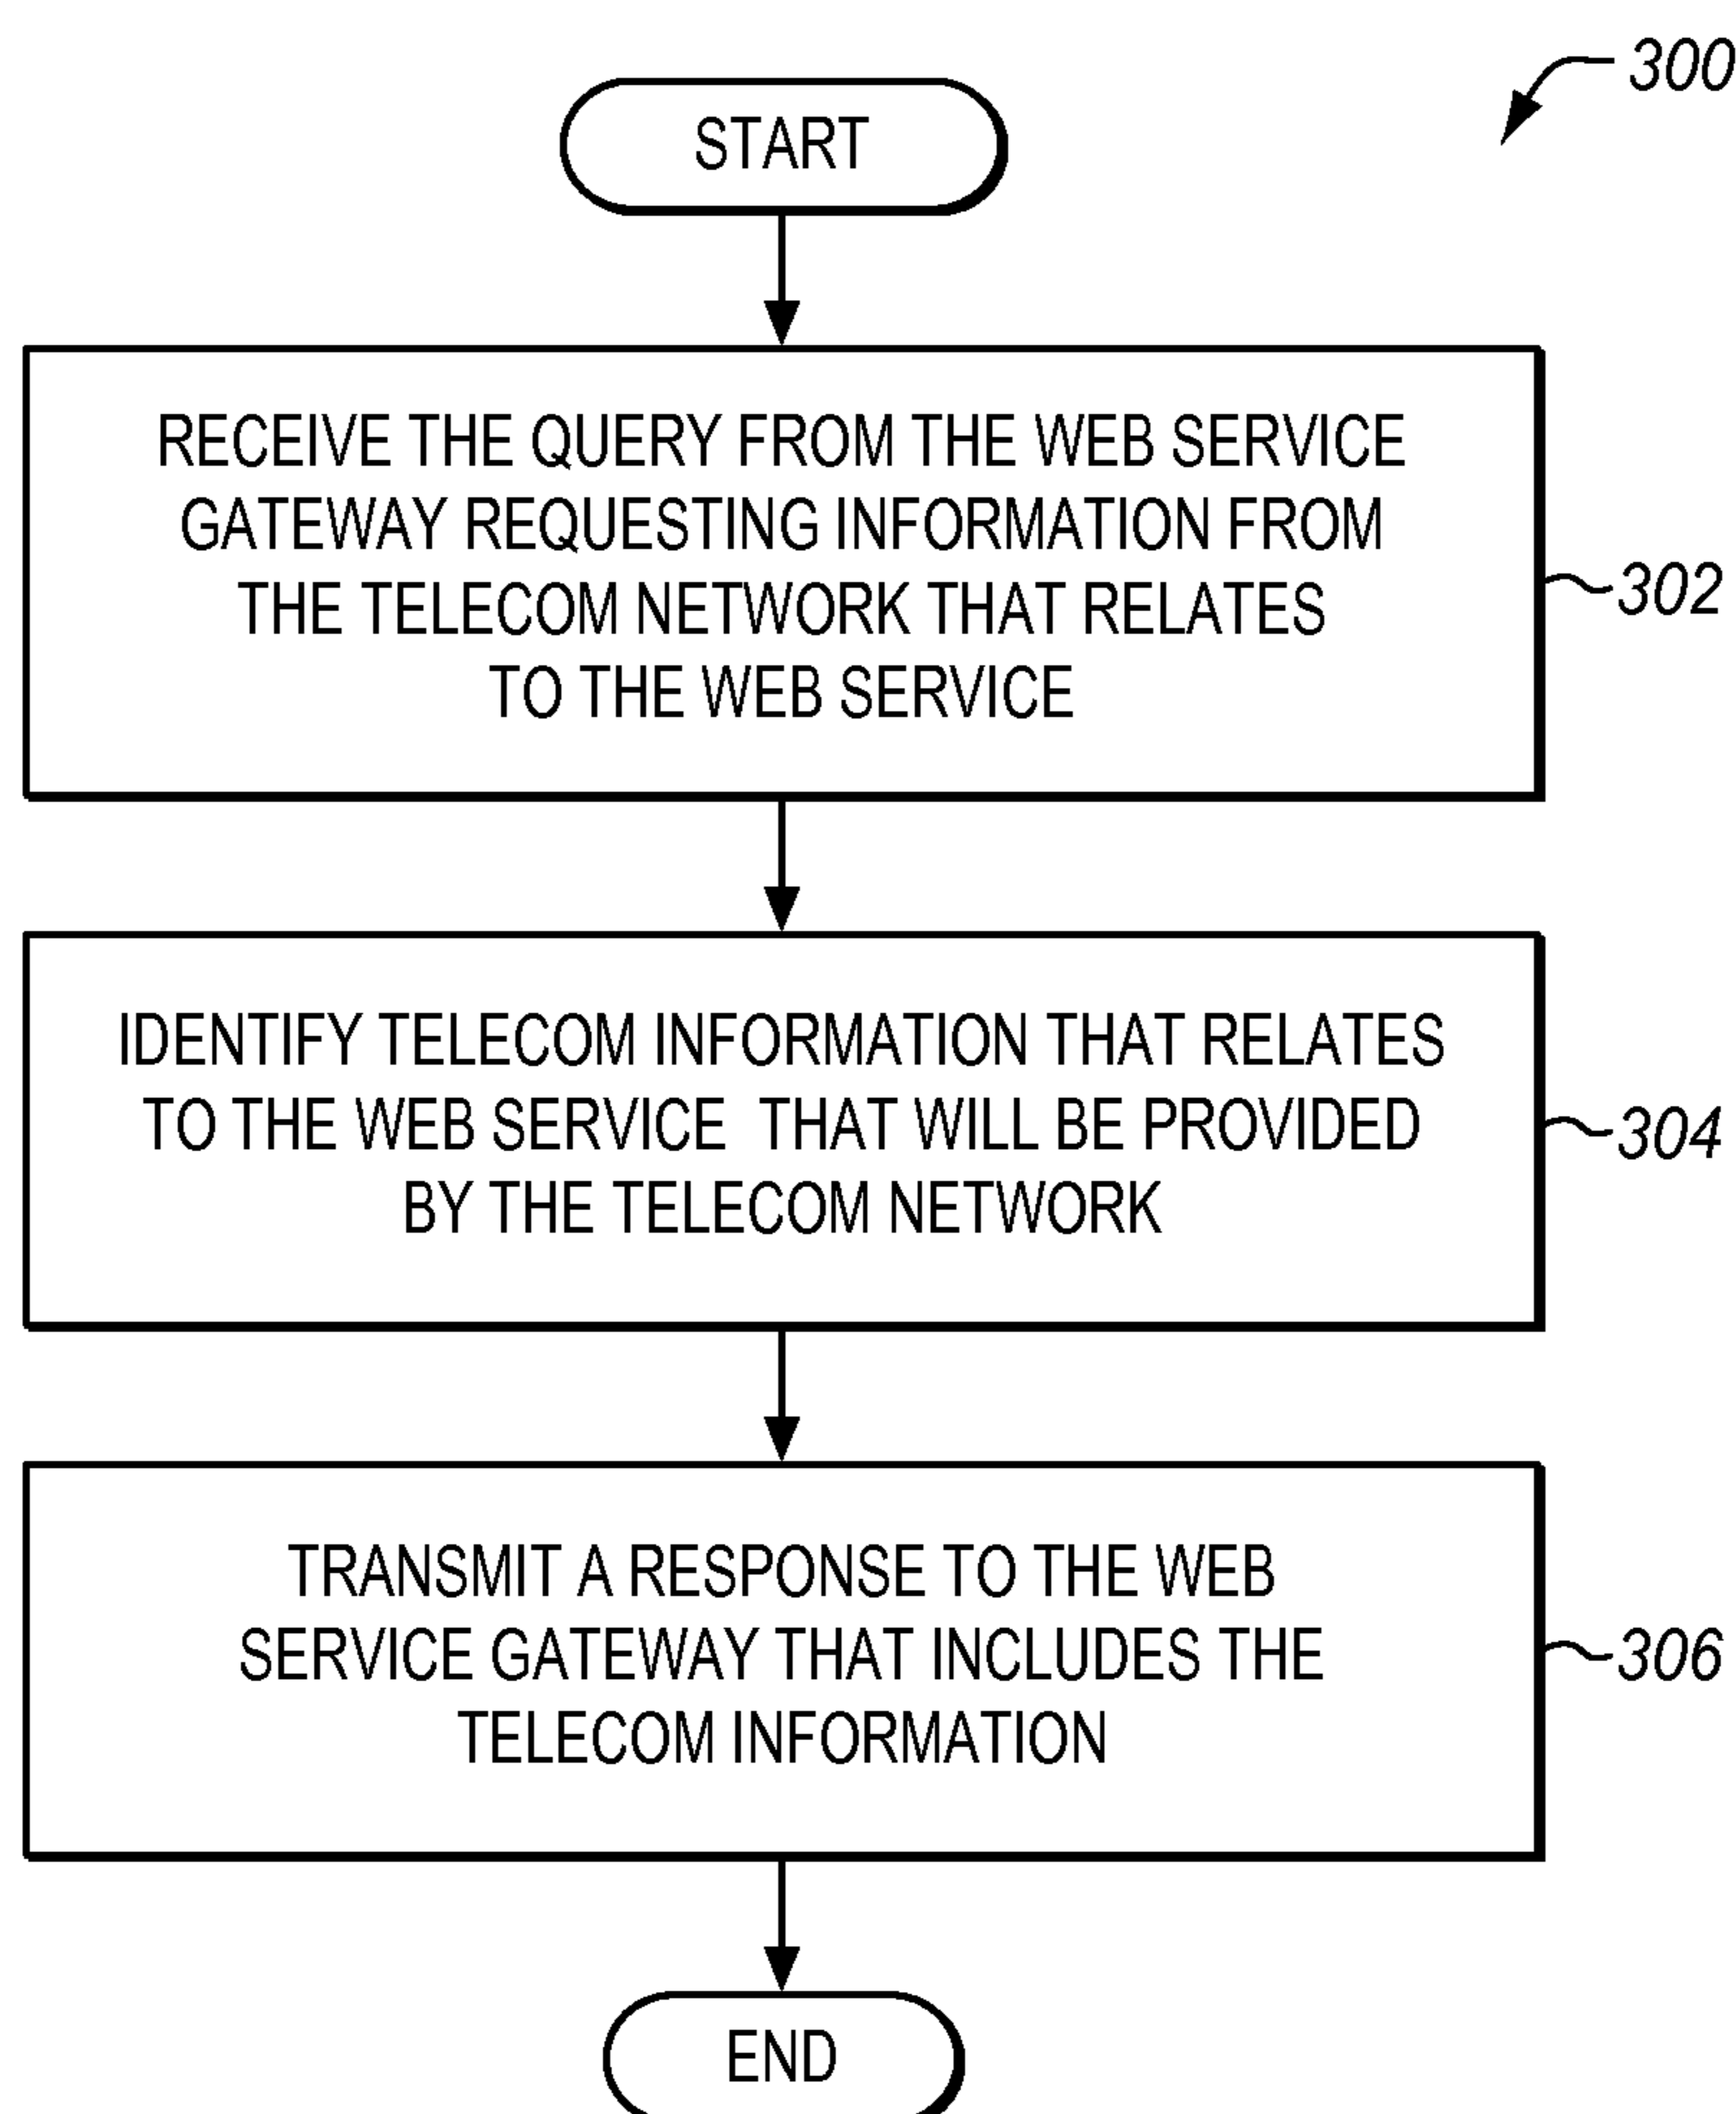 300
START
RECEIVE THE QUERY FROM THE WEB SERVICE
GATEWAY REQUESTING INFORMATION FROM
THE TELECOM NETWORK THAT RELATES
TO THE WEB SERVICE
302
IDENTIFY TELECOM INFORMATION THAT RELATES
TO THE WEB SERVICE THAT WILL BE PROVIDED
BY THE TELECOM NETWORK
304
TRANSMIT A RESPONSE TO THE WEB
SERVICE GATEWAY THAT INCLUDES THE
TELECOM INFORMATION
306
END